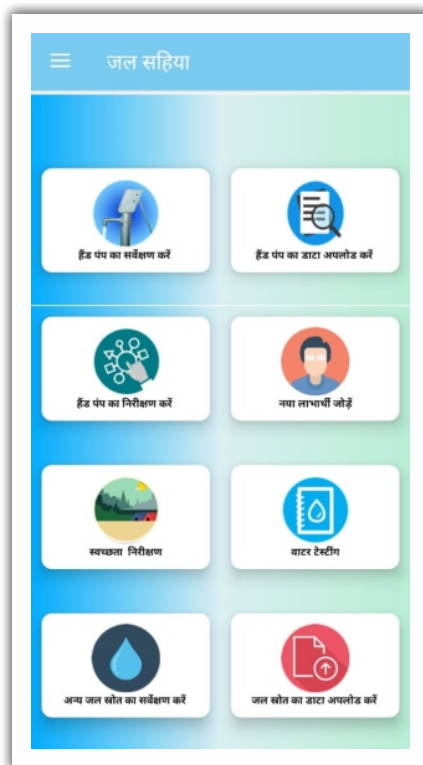 जल सहिया
हैंड पंप का सर्वेक्षण करें
हैंड पंप का डाटा अपलोड करें
हैंड पंप का निरीक्षण करें
नया लाभार्थी जोड़ें
स्वच्छता निरीक्षण
वाटर टेस्टींग
अन्य जल स्रोत का सर्वेक्षण करें
जल स्रोत का डाटा अपलोड करें